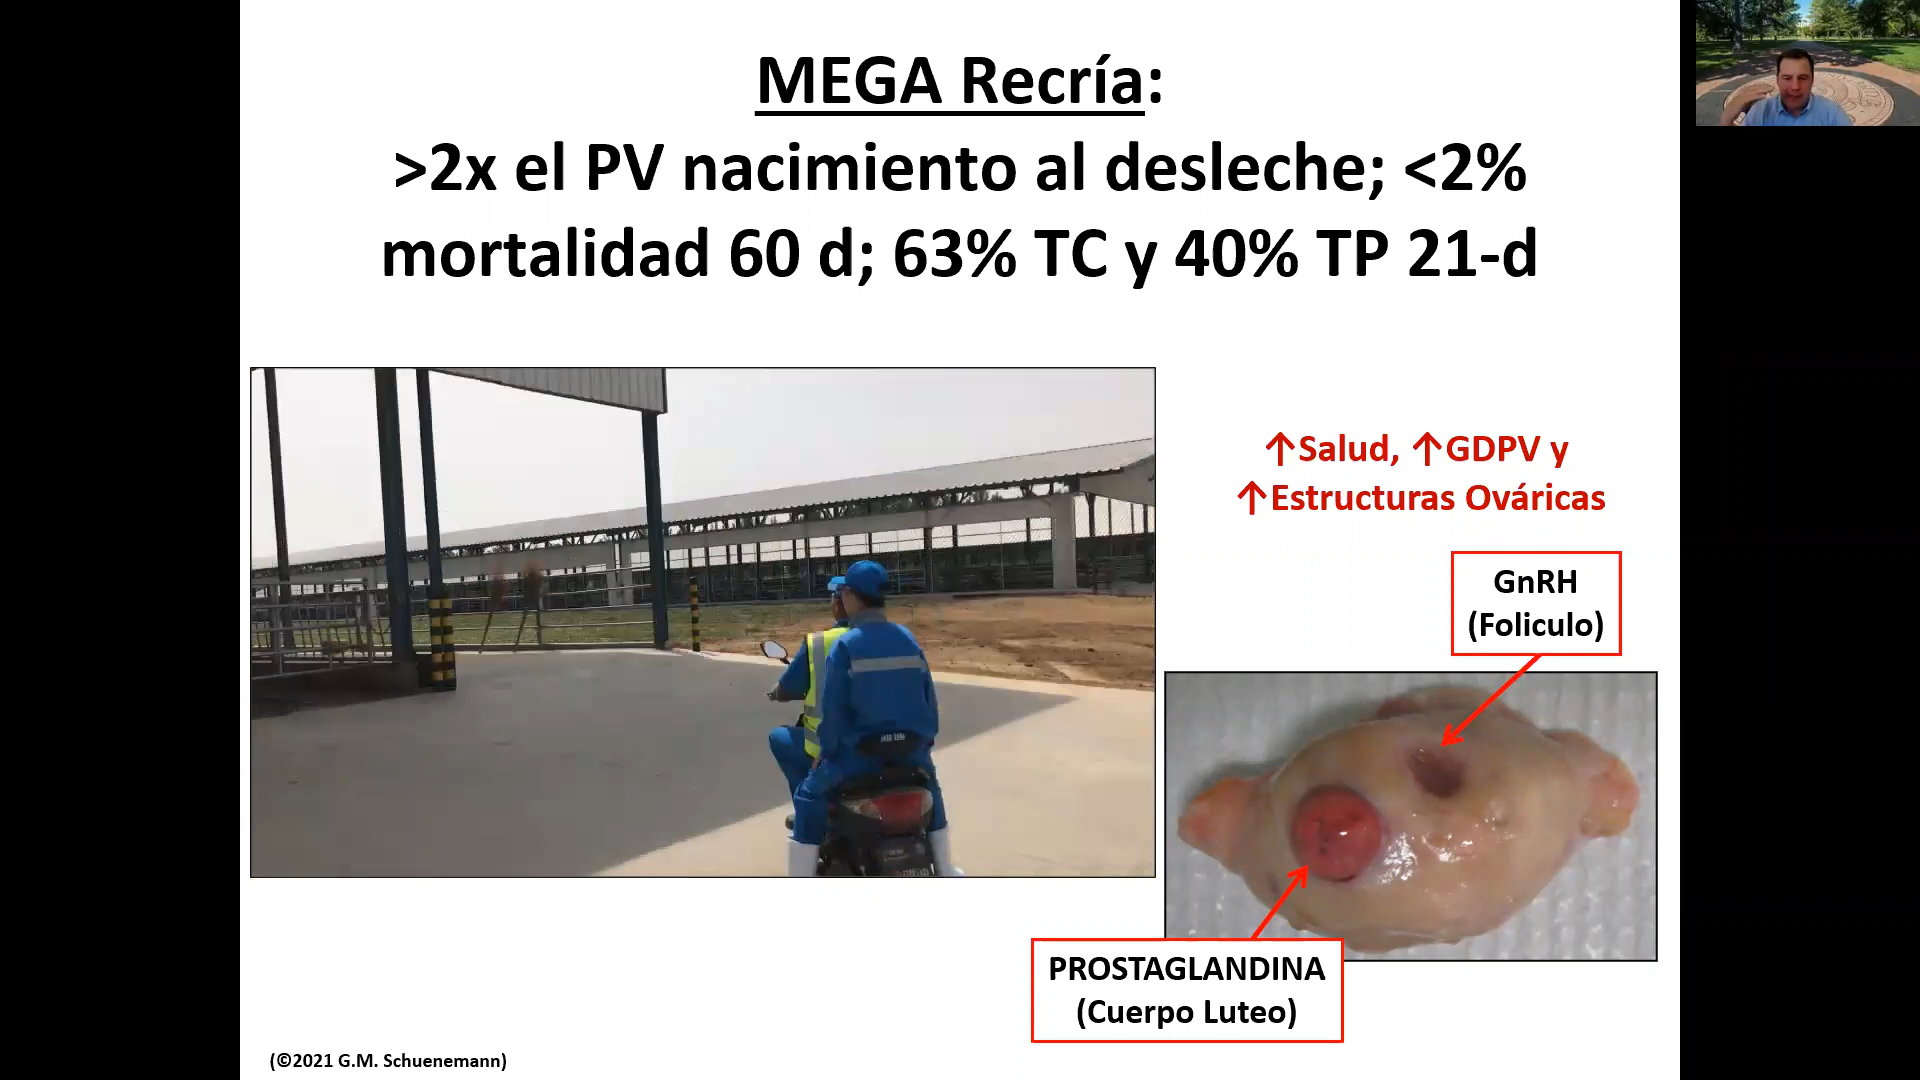 MEGA Recría:
>2x el PV nacimiento al desleche; <2%
mortalidad 60 d; 63% TC y 40% TP 21-d
↑Salud, ↑GDPV y
↑Estructuras Ováricas
GnRH
(Foliculo)
PROSTAGLANDINA
(Cuerpo Luteo)
(©2021 G.M. Schuenemann)